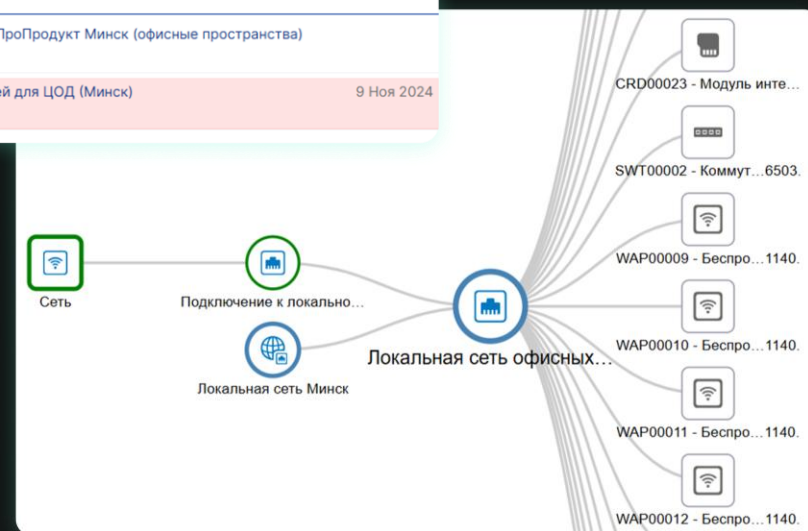 ПроПродукт Минск (офисные пространства)
ей для ЦОД (Минск) 9 Ноя 2024
CRD00023 - Модуль инте...
SWT00002 - Коммут...6503.
WAP00009 - Беспро...1140.
Сеть
Подключение к локально...
WAP00010 - Беспро...1140.
Локальная сеть офисных...
Локальная сеть Минск
WAP00011 - Беспро...1140.
WAP00012 - Беспро...1140.